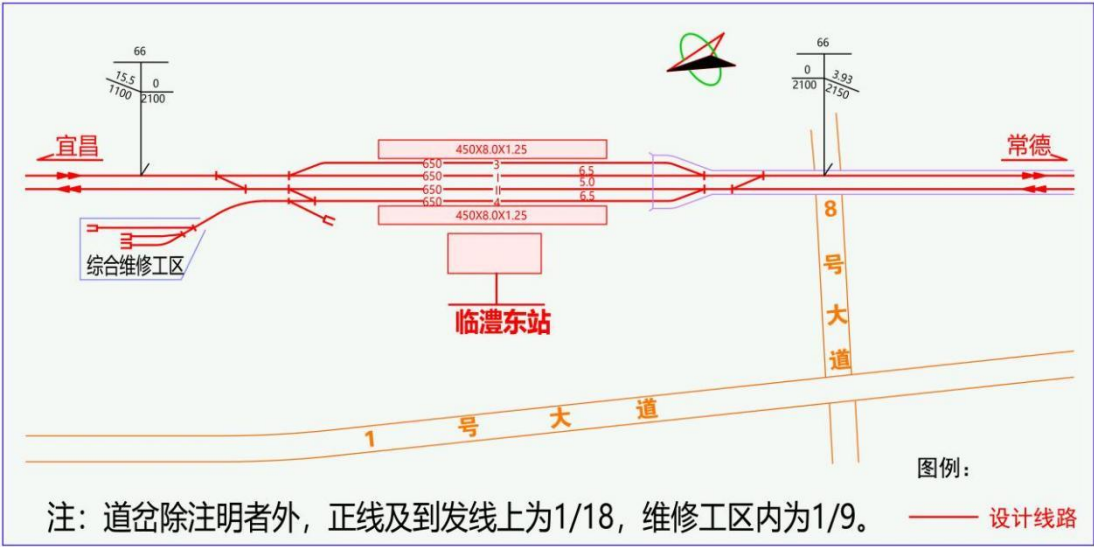 66
15.5
0
1100
2100
66
0
3.93
2100
2150
宜昌
常德
450X8.0X1.25
650
3
650
I
6.5
650
II
5.0
650
4
6.5
450X8.0X1.25
综合维修工区
临澧东站
8号大道
1号大道
图例：
注：道岔除注明者外，正线及到发线上为1/18，维修工区内为1/9。
设计线路